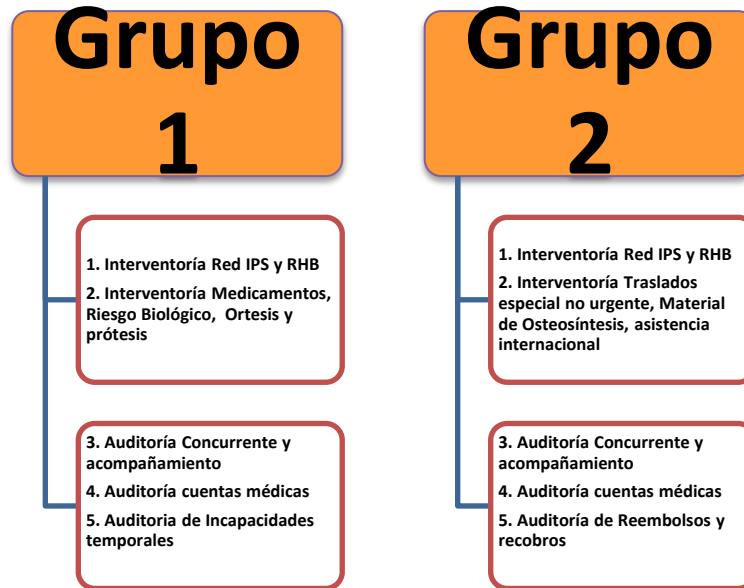 Grupo
1
1. Interventoría Red IPS y RHB
2. Interventoría Medicamentos,
Riesgo Biológico, Ortesis y
prótesis
3. Auditoría Concurrente y
acompañamiento
4. Auditoría cuentas médicas
5. Auditoria de Incapacidades
temporales
Grupo
2
1. Interventoría Red IPS y RHB
2. Interventoría Traslados
especial no urgente, Material
de Osteosíntesis, asistencia
internacional
3. Auditoría Concurrente y
acompañamiento
4. Auditoría cuentas médicas
5. Auditoría de Reembolsos y
recobros